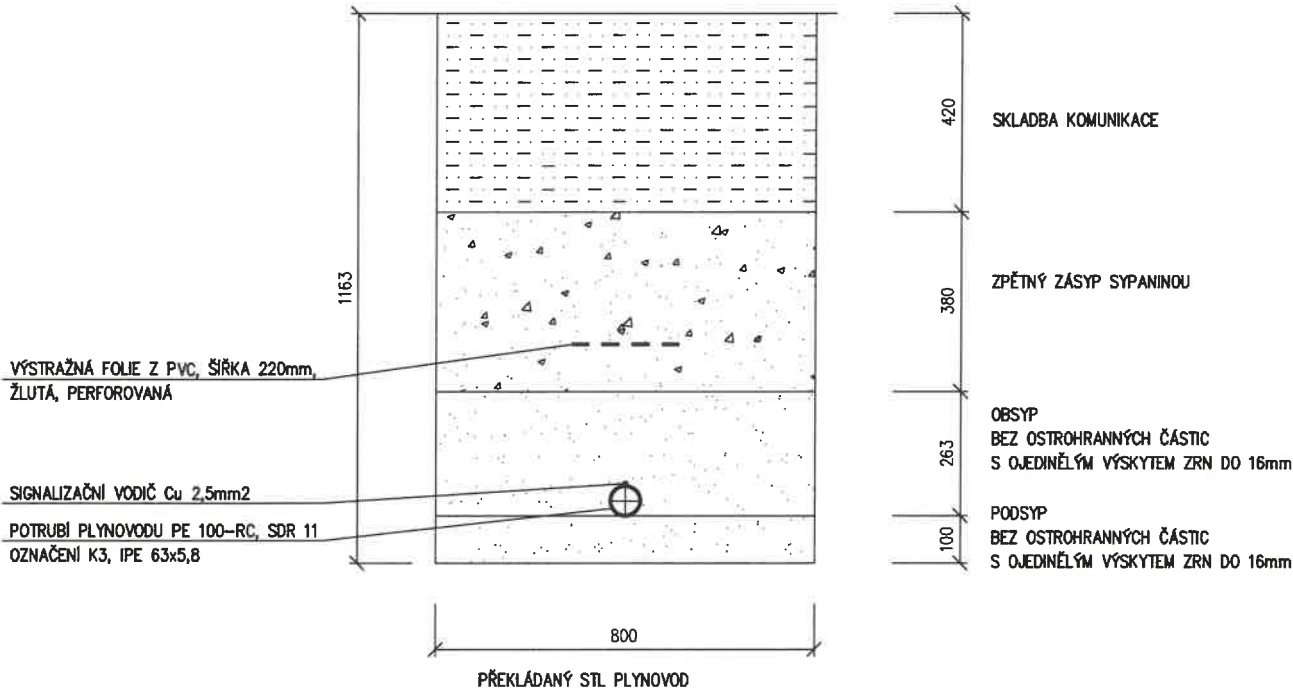 420
SKLADBA KOMUNIKACE
1163
380
ZPĚTNÝ ZÁSYP SYPANINOU
VÝSTRAŽNÁ FOLIE Z PVC, ŠÍŘKA 220mm,
ŽLUTÁ, PERFOROVANÁ
263
OBSYP
BEZ OSTROHRANNÝCH ČÁSTIC
S OJEDINĚLÝM VÝSKYTEM ZRN DO 16mm
SIGNALIZAČNÍ VODIČ Cu 2,5mm2
POTRUBÍ PLYNOVODU PE 100-RC, SDR 11
OZNAČENÍ K3, IPE 63x5,8
100
PODSYP
BEZ OSTROHRANNÝCH ČÁSTIC
S OJEDINĚLÝM VÝSKYTEM ZRN DO 16mm
800
PŘEKLÁDANÝ STL PLYNOVOD